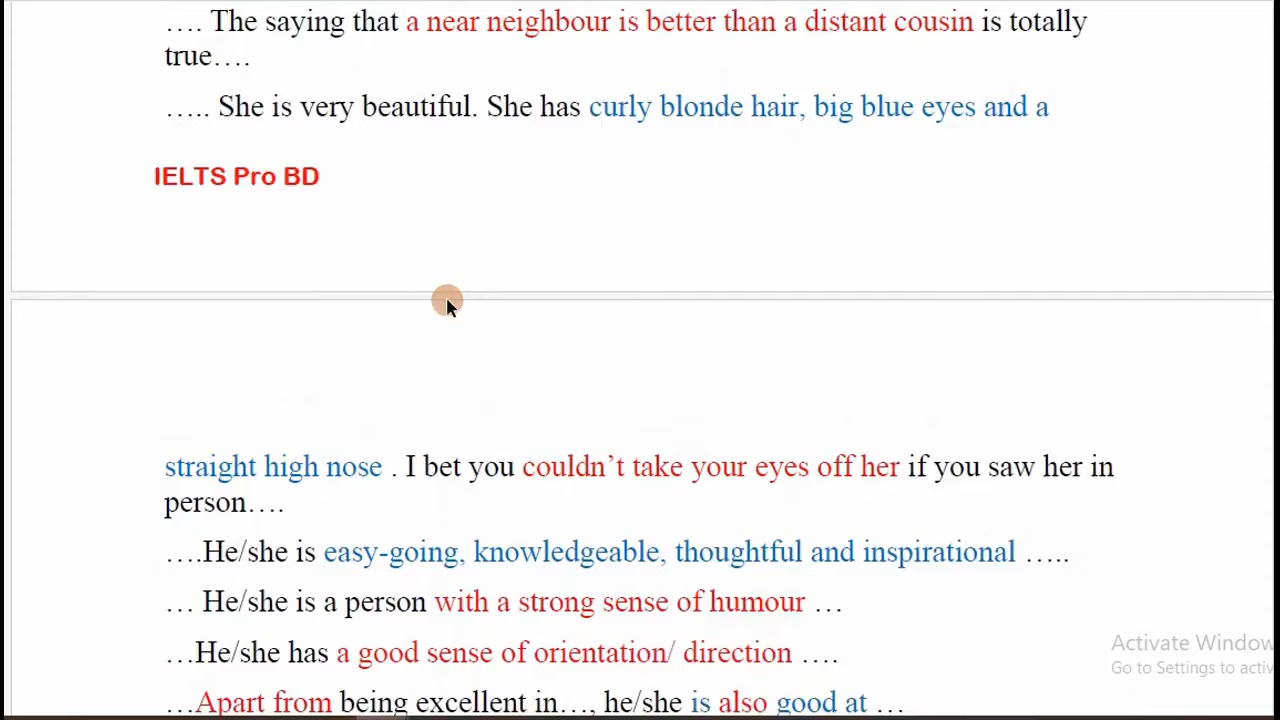 …. The saying that a near neighbour is better than a distant cousin is totally
true….
….. She is very beautiful. She has curly blonde hair, big blue eyes and a
IELTS Pro BD
straight high nose . I bet you couldn’t take your eyes off her if you saw her in
person….
….He/she is easy-going, knowledgeable, thoughtful and inspirational …..
… He/she is a person with a strong sense of humour …
…He/she has a good sense of orientation/ direction ….
Activate Window
Go to Settings to activ
…Apart from being excellent in…, he/she is also good at …